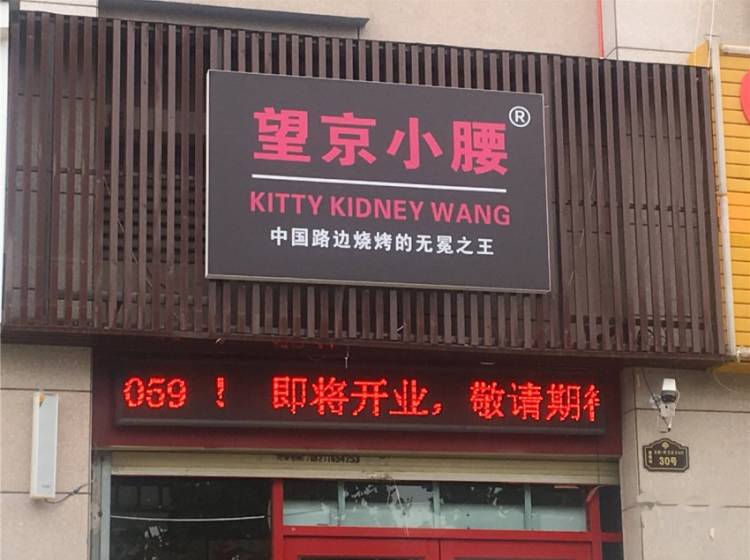 望京小腰®
KITTY KIDNEY WANG
中国路边烧烤的无冕之王
059！ 即将开业，敬请期待
30号